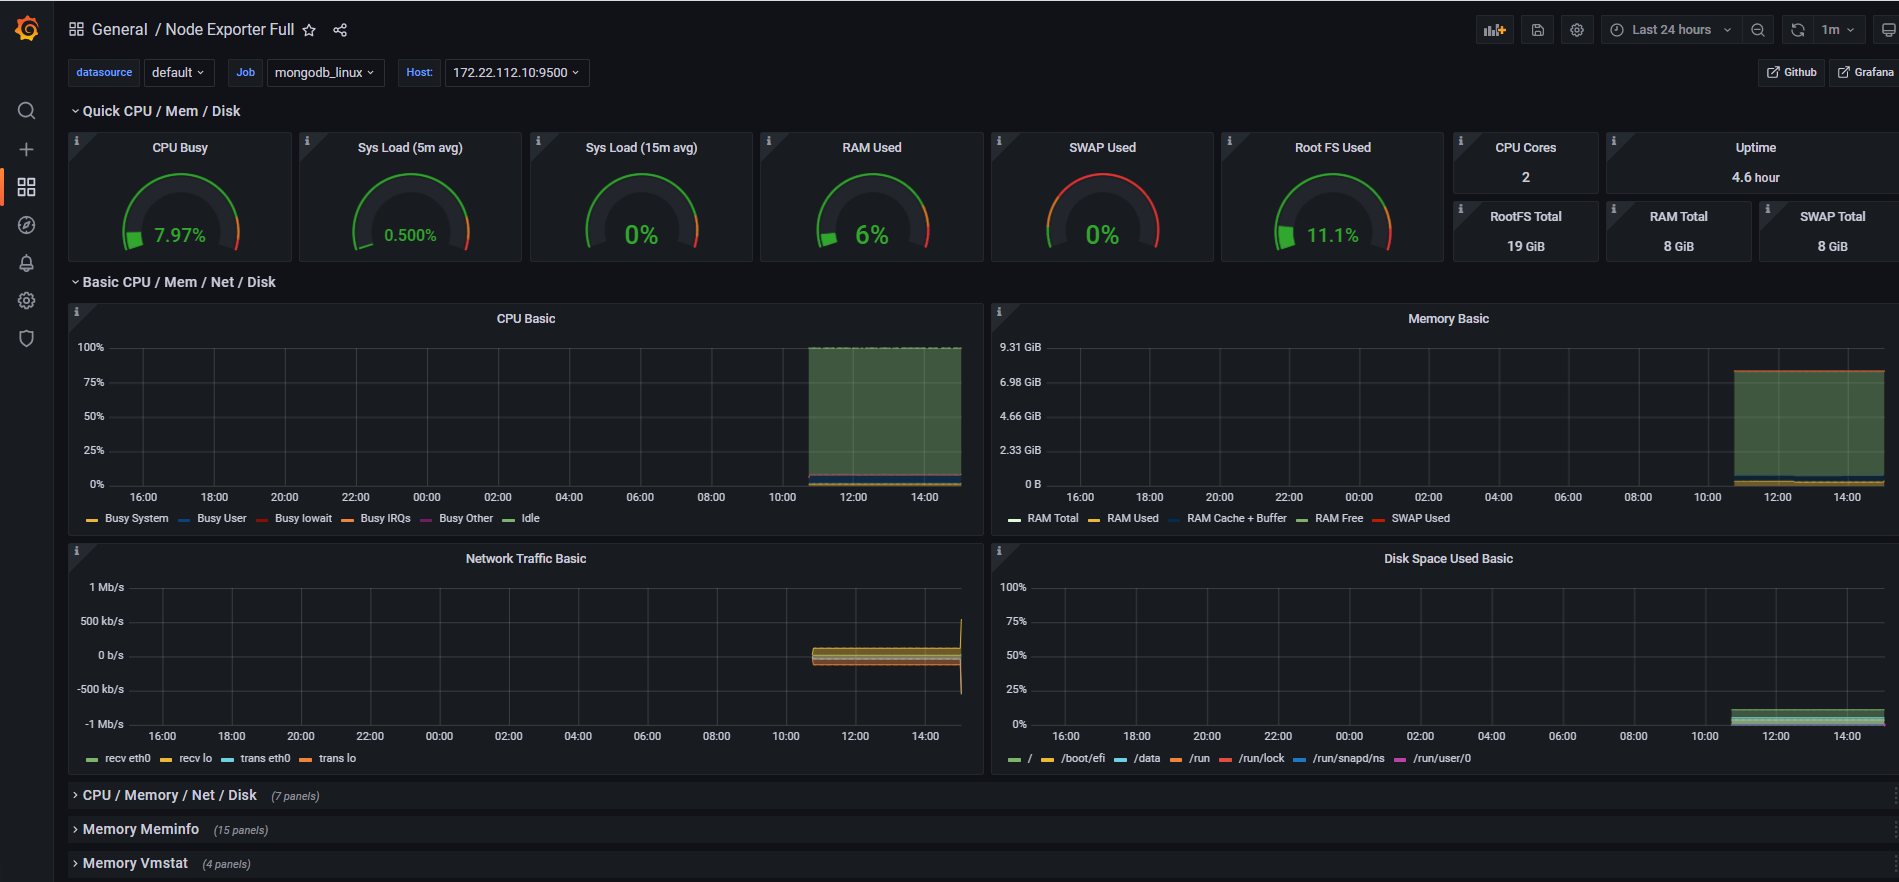 General / Node Exporter Full
Last 24 hours
1m
datasource default Job mongodb_linux Host: 172.22.112.10:9500
Github Grafana
Quick CPU / Mem / Disk
CPU Busy
7.97%
Sys Load (5m avg)
0.500%
Sys Load (15m avg)
0%
RAM Used
6%
SWAP Used
0%
Root FS Used
11.1%
CPU Cores
2
Uptime
4.6 hour
RootFS Total
19 GiB
RAM Total
8 GiB
SWAP Total
8 GiB
Basic CPU / Mem / Net / Disk
CPU Basic
100%
75%
50%
25%
0%
16:00 18:00 20:00 22:00 00:00 02:00 04:00 06:00 08:00 10:00 12:00 14:00
Busy System Busy User Busy Iowait Busy IRQs Busy Other Idle
Memory Basic
9.31 GiB
6.98 GiB
4.66 GiB
2.33 GiB
0 B
16:00 18:00 20:00 22:00 00:00 02:00 04:00 06:00 08:00 10:00 12:00 14:00
RAM Total RAM Used RAM Cache + Buffer RAM Free SWAP Used
Network Traffic Basic
1 Mb/s
500 kb/s
0 b/s
-500 kb/s
-1 Mb/s
16:00 18:00 20:00 22:00 00:00 02:00 04:00 06:00 08:00 10:00 12:00 14:00
recv eth0 recv lo trans eth0 trans lo
Disk Space Used Basic
100%
75%
50%
25%
0%
16:00 18:00 20:00 22:00 00:00 02:00 04:00 06:00 08:00 10:00 12:00 14:00
/ /boot/efi /data /run /run/lock /run/snapd/ns /run/user/0
CPU / Memory / Net / Disk (7 panels)
Memory Meminfo (15 panels)
Memory Vmstat (4 panels)